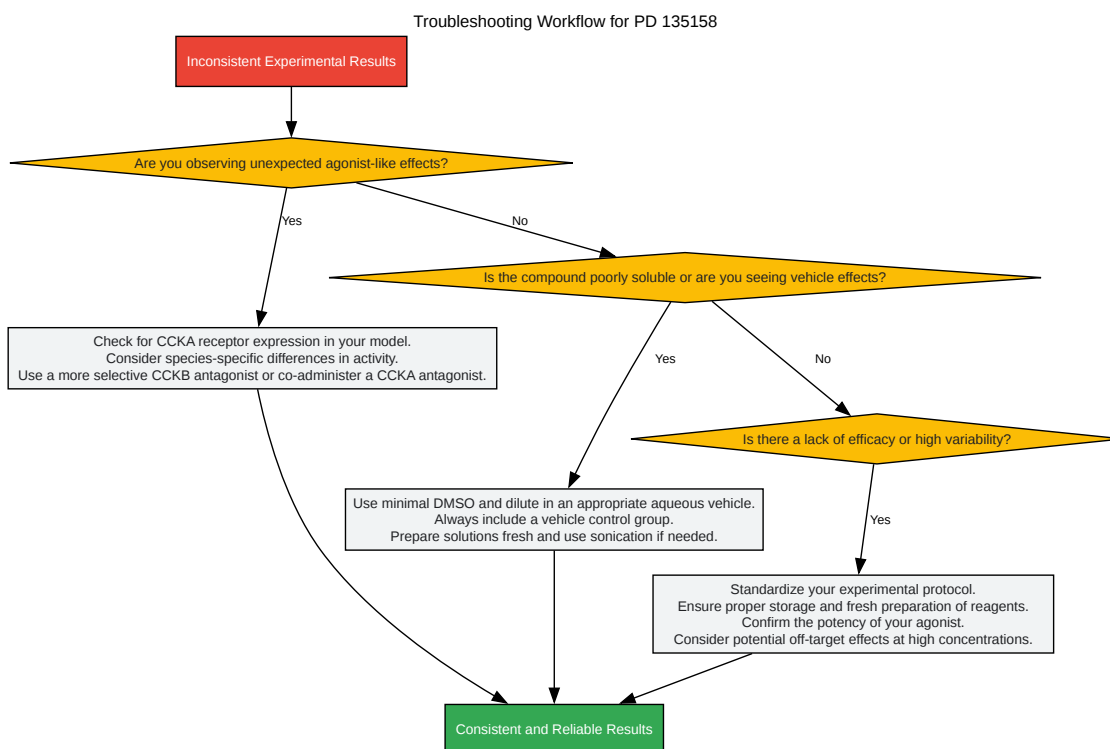 Troubleshooting Workflow for PD 135158
Inconsistent Experimental Results
Are you observing unexpected agonist-like effects?
Yes
No
Is the compound poorly soluble or are you seeing vehicle effects?
Check for CCKA receptor expression in your model.
Consider species-specific differences in activity.
Use a more selective CCKB antagonist or co-administer a CCKA antagonist.
Yes
No
Is there a lack of efficacy or high variability?
Use minimal DMSO and dilute in an appropriate aqueous vehicle.
Always include a vehicle control group.
Prepare solutions fresh and use sonication if needed.
Yes
Standardize your experimental protocol.
Ensure proper storage and fresh preparation of reagents.
Confirm the potency of your agonist.
Consider potential off-target effects at high concentrations.
Consistent and Reliable Results